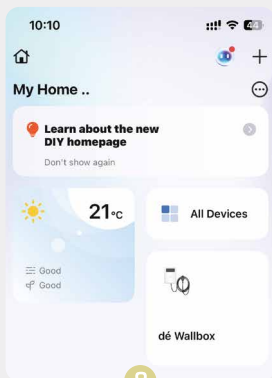 10:10
44
My Home ..
Learn about the new
DIY homepage
Don't show again
21°C
All Devices
Good
Good
dé Wallbox